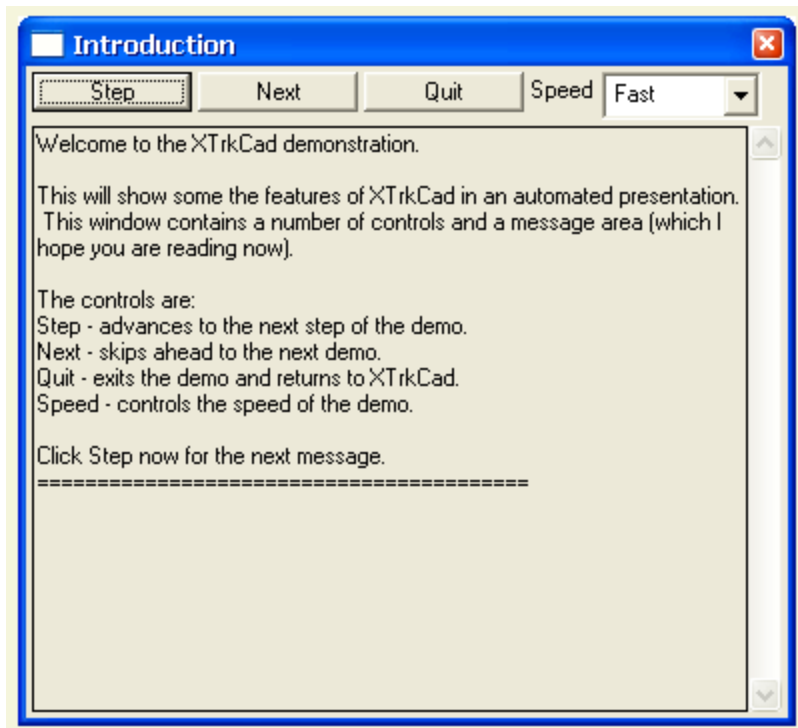 Introduction
Step Next Quit Speed Fast
Welcome to the XTrkCad demonstration.
This will show some the features of XTrkCad in an automated presentation.
This window contains a number of controls and a message area (which I
hope you are reading now).
The controls are:
Step - advances to the next step of the demo.
Next - skips ahead to the next demo.
Quit - exits the demo and returns to XTrkCad.
Speed - controls the speed of the demo.
Click Step now for the next message.
=========================================